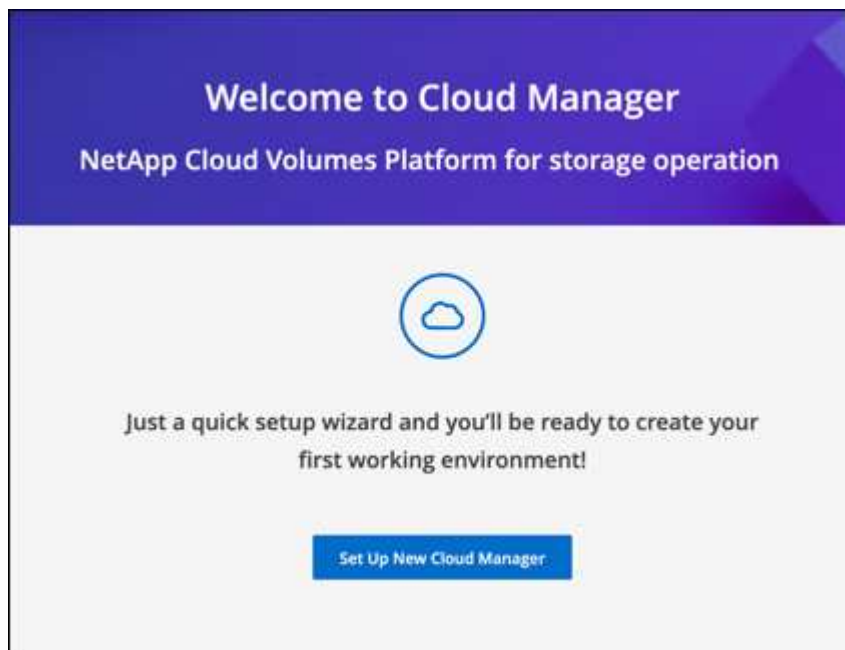 Welcome to Cloud Manager
NetApp Cloud Volumes Platform for storage operation
Just a quick setup wizard and you'll be ready to create your
first working environment!
Set Up New Cloud Manager